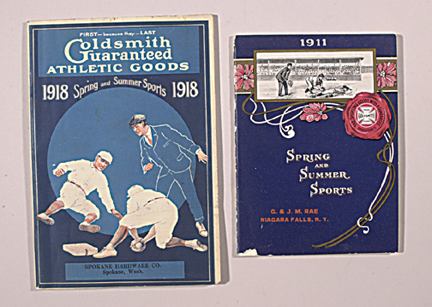 FIRST—because they—LAST
Goldsmith
Guaranteed
ATHLETIC GOODS
1918 Spring and Summer Sports 1918
SPOKANE HARDWARE CO.
Spokane, Wash.
1911
SPRING
AND
SUMMER
SPORTS
G. & J. M. RAE
NIAGARA FALLS, N. Y.